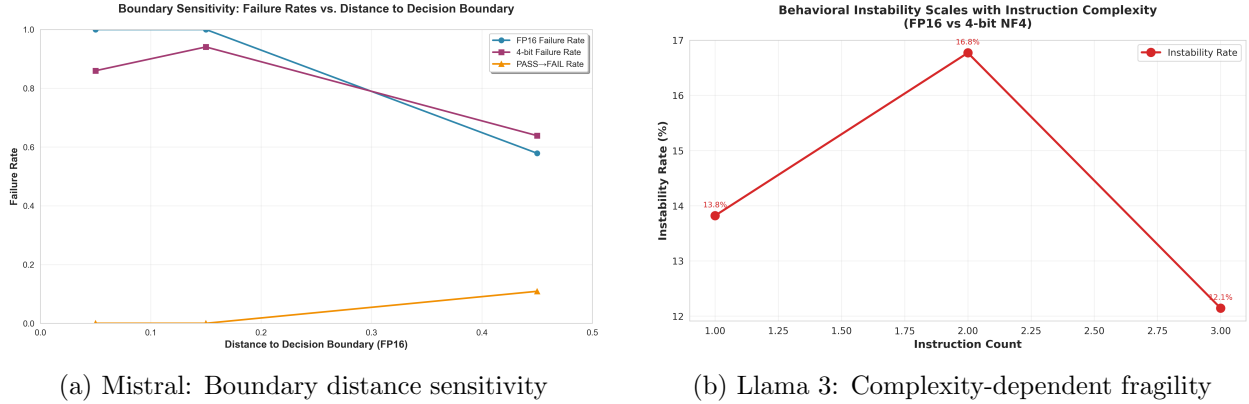 Boundary Sensitivity: Failure Rates vs. Distance to Decision Boundary
1.0
0.8
0.6
0.4
0.2
0.0
Failure Rate
FP16 Failure Rate
4-bit Failure Rate
PASS→FAIL Rate
0.0 0.1 0.2 0.3 0.4 0.5
Distance to Decision Boundary (FP16)
(a) Mistral: Boundary distance sensitivity
Behavioral Instability Scales with Instruction Complexity
(FP16 vs 4-bit NF4)
17
16
15
14
13
12
Instability Rate (%)
Instability Rate
13.8%
16.8%
12.1%
1.00 1.25 1.50 1.75 2.00 2.25 2.50 2.75 3.00
Instruction Count
(b) Llama 3: Complexity-dependent fragility